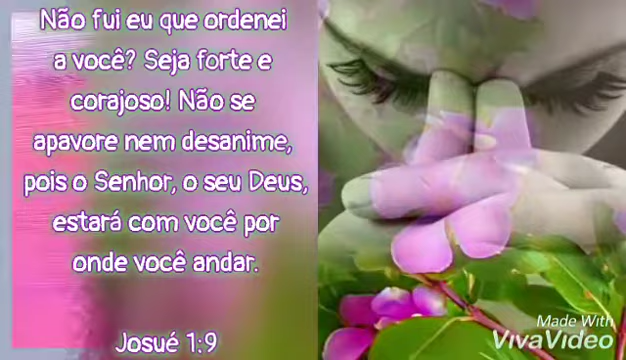 Não fui eu que ordenei
a você? Seja forte e
corajoso! Não se
apavore nem desanime,
pois o Senhor, o seu Deus,
estará com você por
onde você andar.
Josué 1:9
Made With
VivaVideo